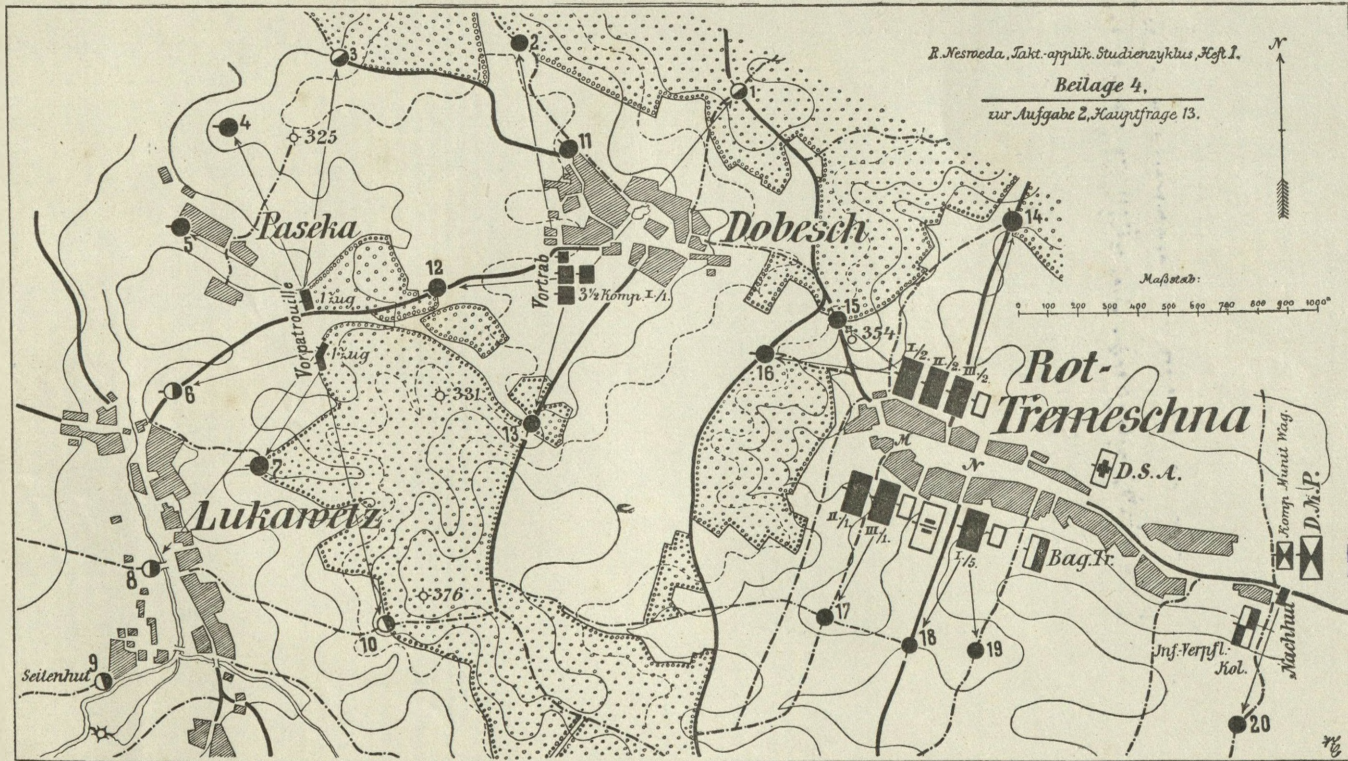 R. Nesweda, Takt.-applik. Studienzyklus, Heft 1.
Beilage 4,
zur Aufgabe 2, Hauptfrage 13.
N
Maßstab:
0 100 200 300 400 500 600 700 800 900 1000ˣ
1
2
3
4
325
11
5
Paseka
Dobesch
14
12
Vortrab
3½ Komp. I/1.
1 Zug
Vorpatrouille
1 Zug
15
354
16
I/2.
II/2.
III/2.
Rot-
Tremeschna
6
331
13
M
N
D.S.A.
7
Lukawetz
II/1.
III/1.
I/5.
Bag. Tr.
Komp. Munit. Wag.
D.M.P.
8
376
10
17
18
19
Inf.-Verpfl.-
Kol.
Nachhut
Seitenhut
9
20